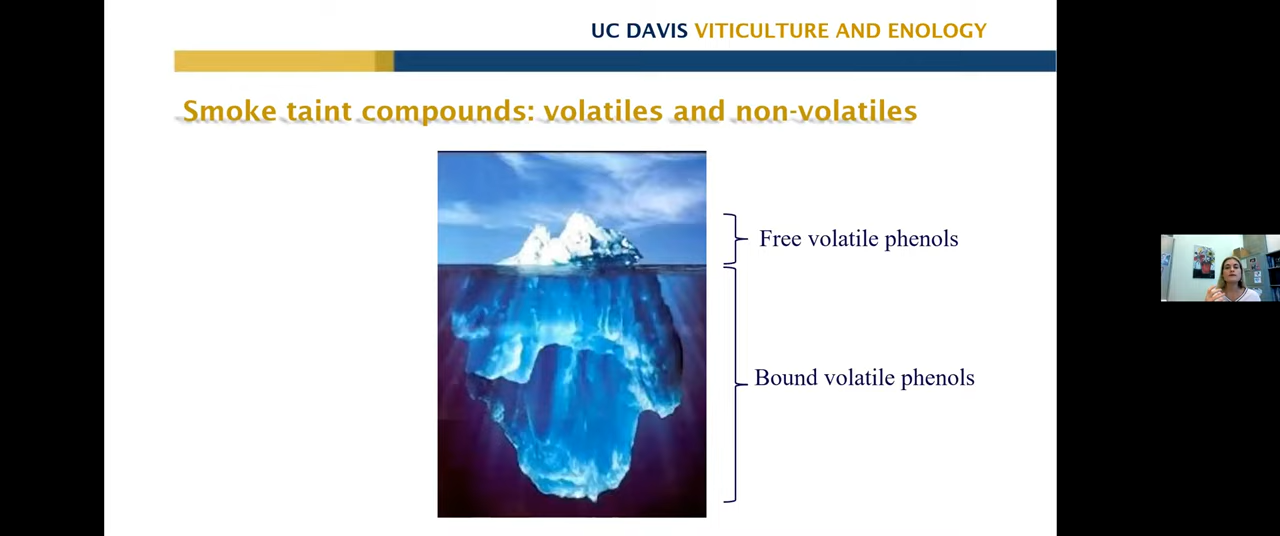 UC DAVIS VITICULTURE AND ENOLOGY
Smoke taint compounds: volatiles and non-volatiles
Free volatile phenols
Bound volatile phenols